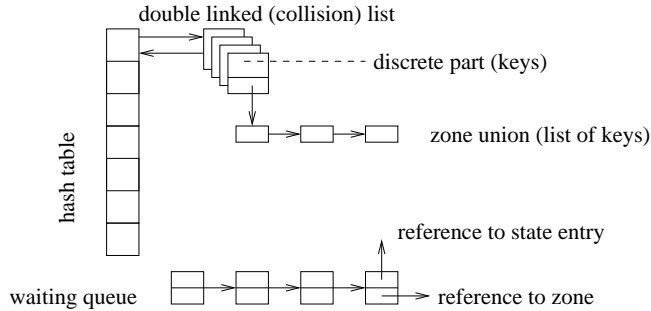 double linked (collision) list
discrete part (keys)
zone union (list of keys)
hash table
reference to state entry
waiting queue
reference to zone